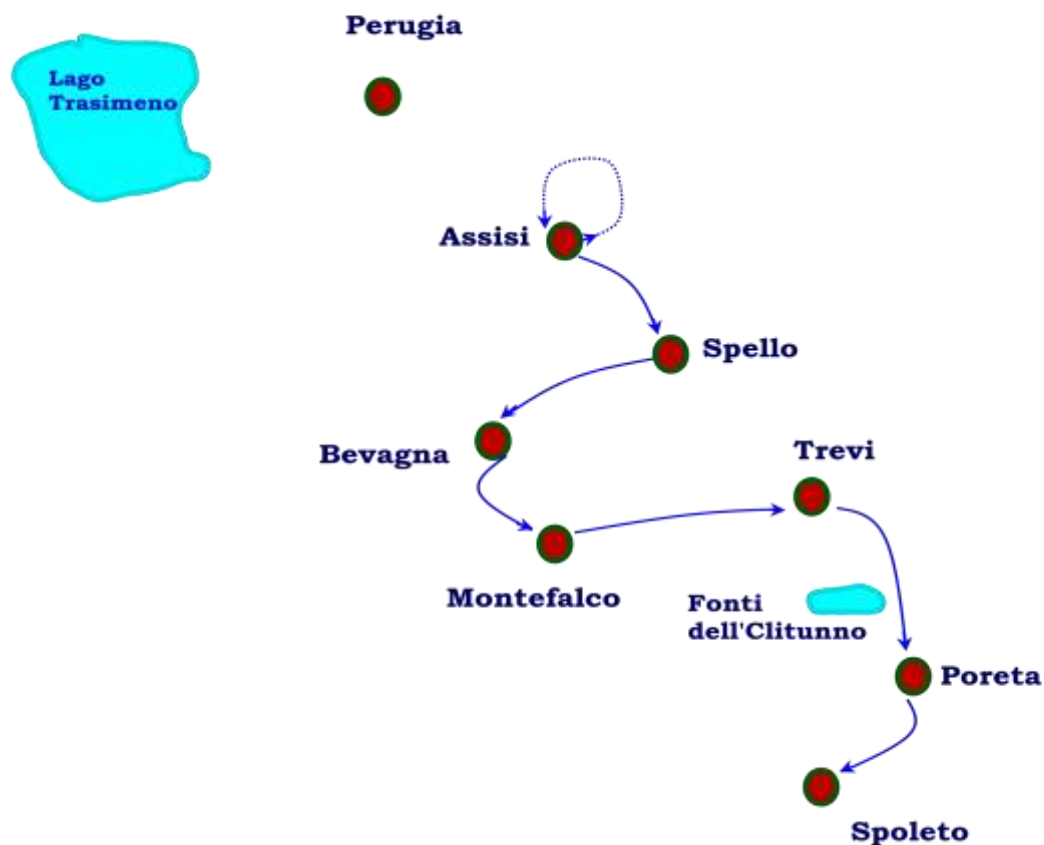 Perugia
Lago
Trasimeno
Assisi
Spello
Bevagna
Trevi
Montefalco
Fonti
dell'Clitunno
Poreta
Spoleto